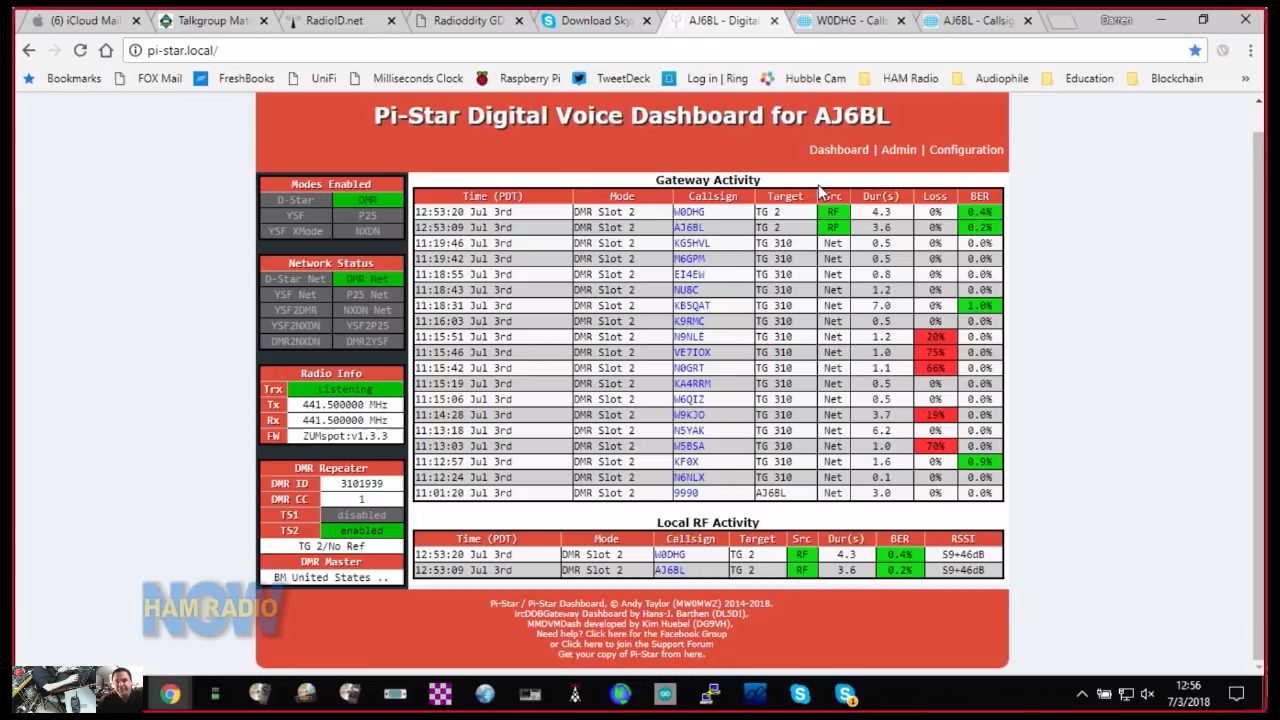 (6) iCloud Mail
Talkgroup Mat
RadioID.net
Radioddity GD
Download Sky
AJ6BL - Digital
W0DHG - Calls
AJ6BL - Callsig
Darren
pi-star.local/
Bookmarks FOX Mail FreshBooks UniFi Milliseconds Clock Raspberry Pi TweetDeck Log in | Ring Hubble Cam HAM Radio Audiophile Education Blockchain »
Pi-Star Digital Voice Dashboard for AJ6BL
Dashboard | Admin | Configuration
Modes Enabled
D-Star DMR
YSF P25
YSF XMode NXDN
Network Status
D-Star Net DMR Net
YSF Net P25 Net
YSF2DMR NXDN Net
YSF2NXDN YSF2P25
DMR2NXDN DMR2YSF
Radio Info
Trx Listening
Tx 441.500000 MHz
Rx 441.500000 MHz
FW ZUMspot:v1.3.3
DMR Repeater
DMR ID 3101939
DMR CC 1
TS1 disabled
TS2 enabled
TG 2/No Ref
DMR Master
BM United States ..
Gateway Activity
Time (PDT) Mode Callsign Target Src Dur(s) Loss BER
12:53:20 Jul 3rd DMR Slot 2 W0DHG TG 2 RF 4.3 0% 0.4%
12:53:09 Jul 3rd DMR Slot 2 AJ6BL TG 2 RF 3.6 0% 0.2%
11:19:46 Jul 3rd DMR Slot 2 KG5HVL TG 310 Net 0.5 0% 0.0%
11:19:42 Jul 3rd DMR Slot 2 M6GPM TG 310 Net 0.5 0% 0.0%
11:18:55 Jul 3rd DMR Slot 2 EI4EW TG 310 Net 0.8 0% 0.0%
11:18:43 Jul 3rd DMR Slot 2 NU8C TG 310 Net 1.2 0% 0.0%
11:18:31 Jul 3rd DMR Slot 2 KB5QAT TG 310 Net 7.0 0% 1.0%
11:16:03 Jul 3rd DMR Slot 2 K9RMC TG 310 Net 0.5 0% 0.0%
11:15:51 Jul 3rd DMR Slot 2 N9NLE TG 310 Net 1.2 20% 0.0%
11:15:46 Jul 3rd DMR Slot 2 VE7IOX TG 310 Net 1.0 75% 0.0%
11:15:42 Jul 3rd DMR Slot 2 N0GRT TG 310 Net 1.1 66% 0.0%
11:15:19 Jul 3rd DMR Slot 2 KA4RRM TG 310 Net 0.5 0% 0.0%
11:15:06 Jul 3rd DMR Slot 2 W6QIZ TG 310 Net 0.5 0% 0.0%
11:14:28 Jul 3rd DMR Slot 2 W9KJO TG 310 Net 3.7 19% 0.0%
11:13:18 Jul 3rd DMR Slot 2 N5YAK TG 310 Net 6.2 0% 0.0%
11:13:03 Jul 3rd DMR Slot 2 W5BSA TG 310 Net 1.0 70% 0.0%
11:12:57 Jul 3rd DMR Slot 2 KF0X TG 310 Net 1.6 0% 0.9%
11:12:24 Jul 3rd DMR Slot 2 N6NLX TG 310 Net 0.1 0% 0.0%
11:01:20 Jul 3rd DMR Slot 2 9990 AJ6BL Net 3.0 0% 0.0%
Local RF Activity
Time (PDT) Mode Callsign Target Src Dur(s) BER RSSI
12:53:20 Jul 3rd DMR Slot 2 W0DHG TG 2 RF 4.3 0.4% S9+46dB
12:53:09 Jul 3rd DMR Slot 2 AJ6BL TG 2 RF 3.6 0.2% S9+46dB
Pi-Star / Pi-Star Dashboard, © Andy Taylor (MW0MWZ) 2014-2018.
ircDDBGateway Dashboard by Hans-J. Barthen (DL5DI),
MMDVMDash developed by Kim Huebel (DG9VH),
Need help? Click here for the Facebook Group
or Click here to join the Support Forum
Get your copy of Pi-Star from here.
HAM RADIO
NOW
12:56
7/3/2018